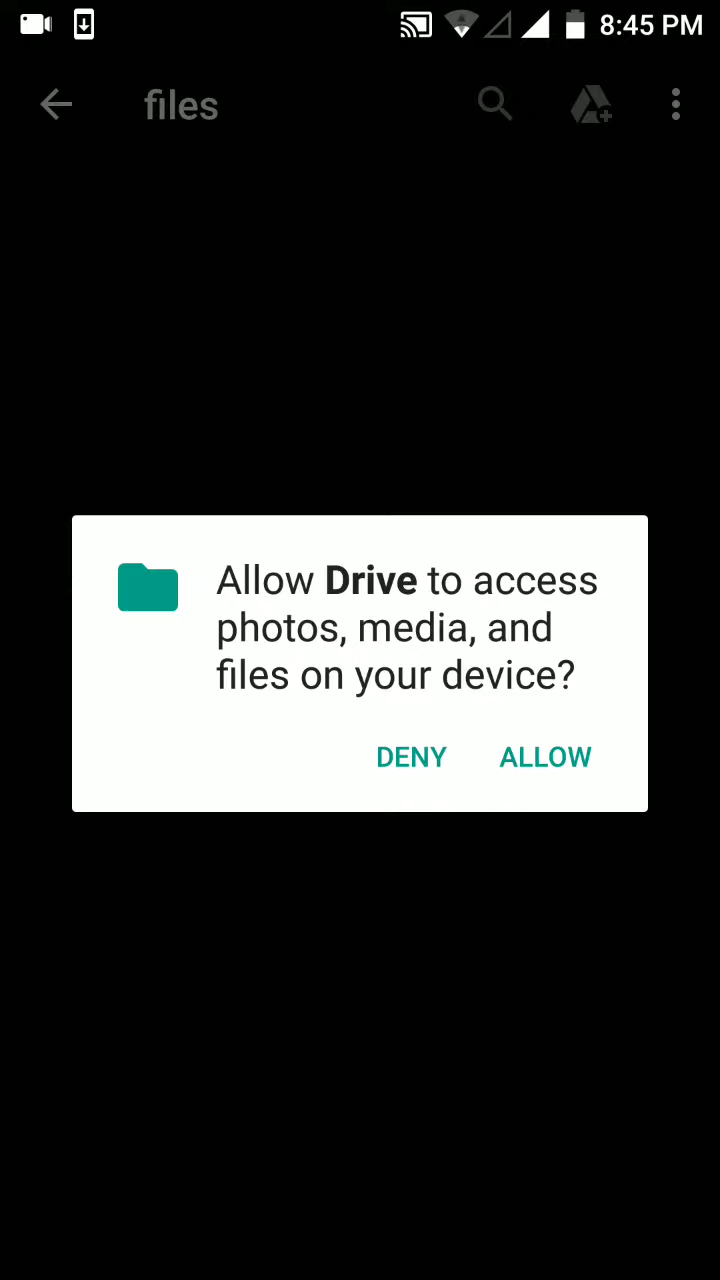 8:45 PM
files
Allow Drive to access
photos, media, and
files on your device?
DENY ALLOW